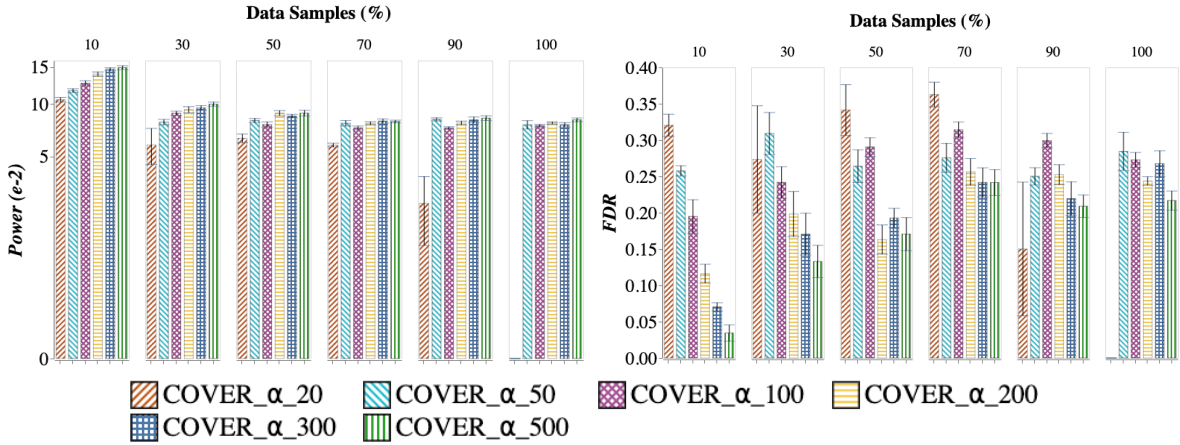 Data Samples (%)
10 30 50 70 90 100
Power (e-2)
15
10
5
0
Data Samples (%)
10 30 50 70 90 100
FDR
0.40
0.35
0.30
0.25
0.20
0.15
0.10
0.05
0.00
COVER_α_20 COVER_α_50 COVER_α_100 COVER_α_200
COVER_α_300 COVER_α_500